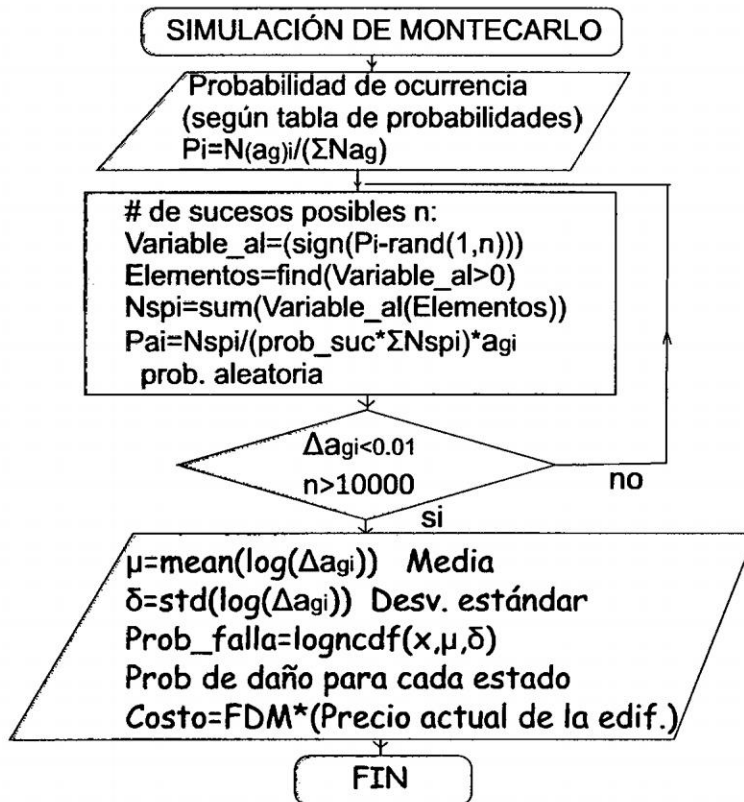 SIMULACIÓN DE MONTECARLO
Probabilidad de ocurrencia
(según tabla de probabilidades)
Pi=N(ag)i/(ΣNag)
# de sucesos posibles n:
Variable_al=(sign(Pi-rand(1,n)))
Elementos=find(Variable_al>0)
Nspi=sum(Variable_al(Elementos))
Pai=Nspi/(prob_suc*ΣNspi)*agi
prob. aleatoria
Δagi<0.01
n>10000
no
si
μ=mean(log(Δagi)) Media
δ=std(log(Δagi)) Desv. estándar
Prob_falla=logncdf(x,μ,δ)
Prob de daño para cada estado
Costo=FDM*(Precio actual de la edif.)
FIN